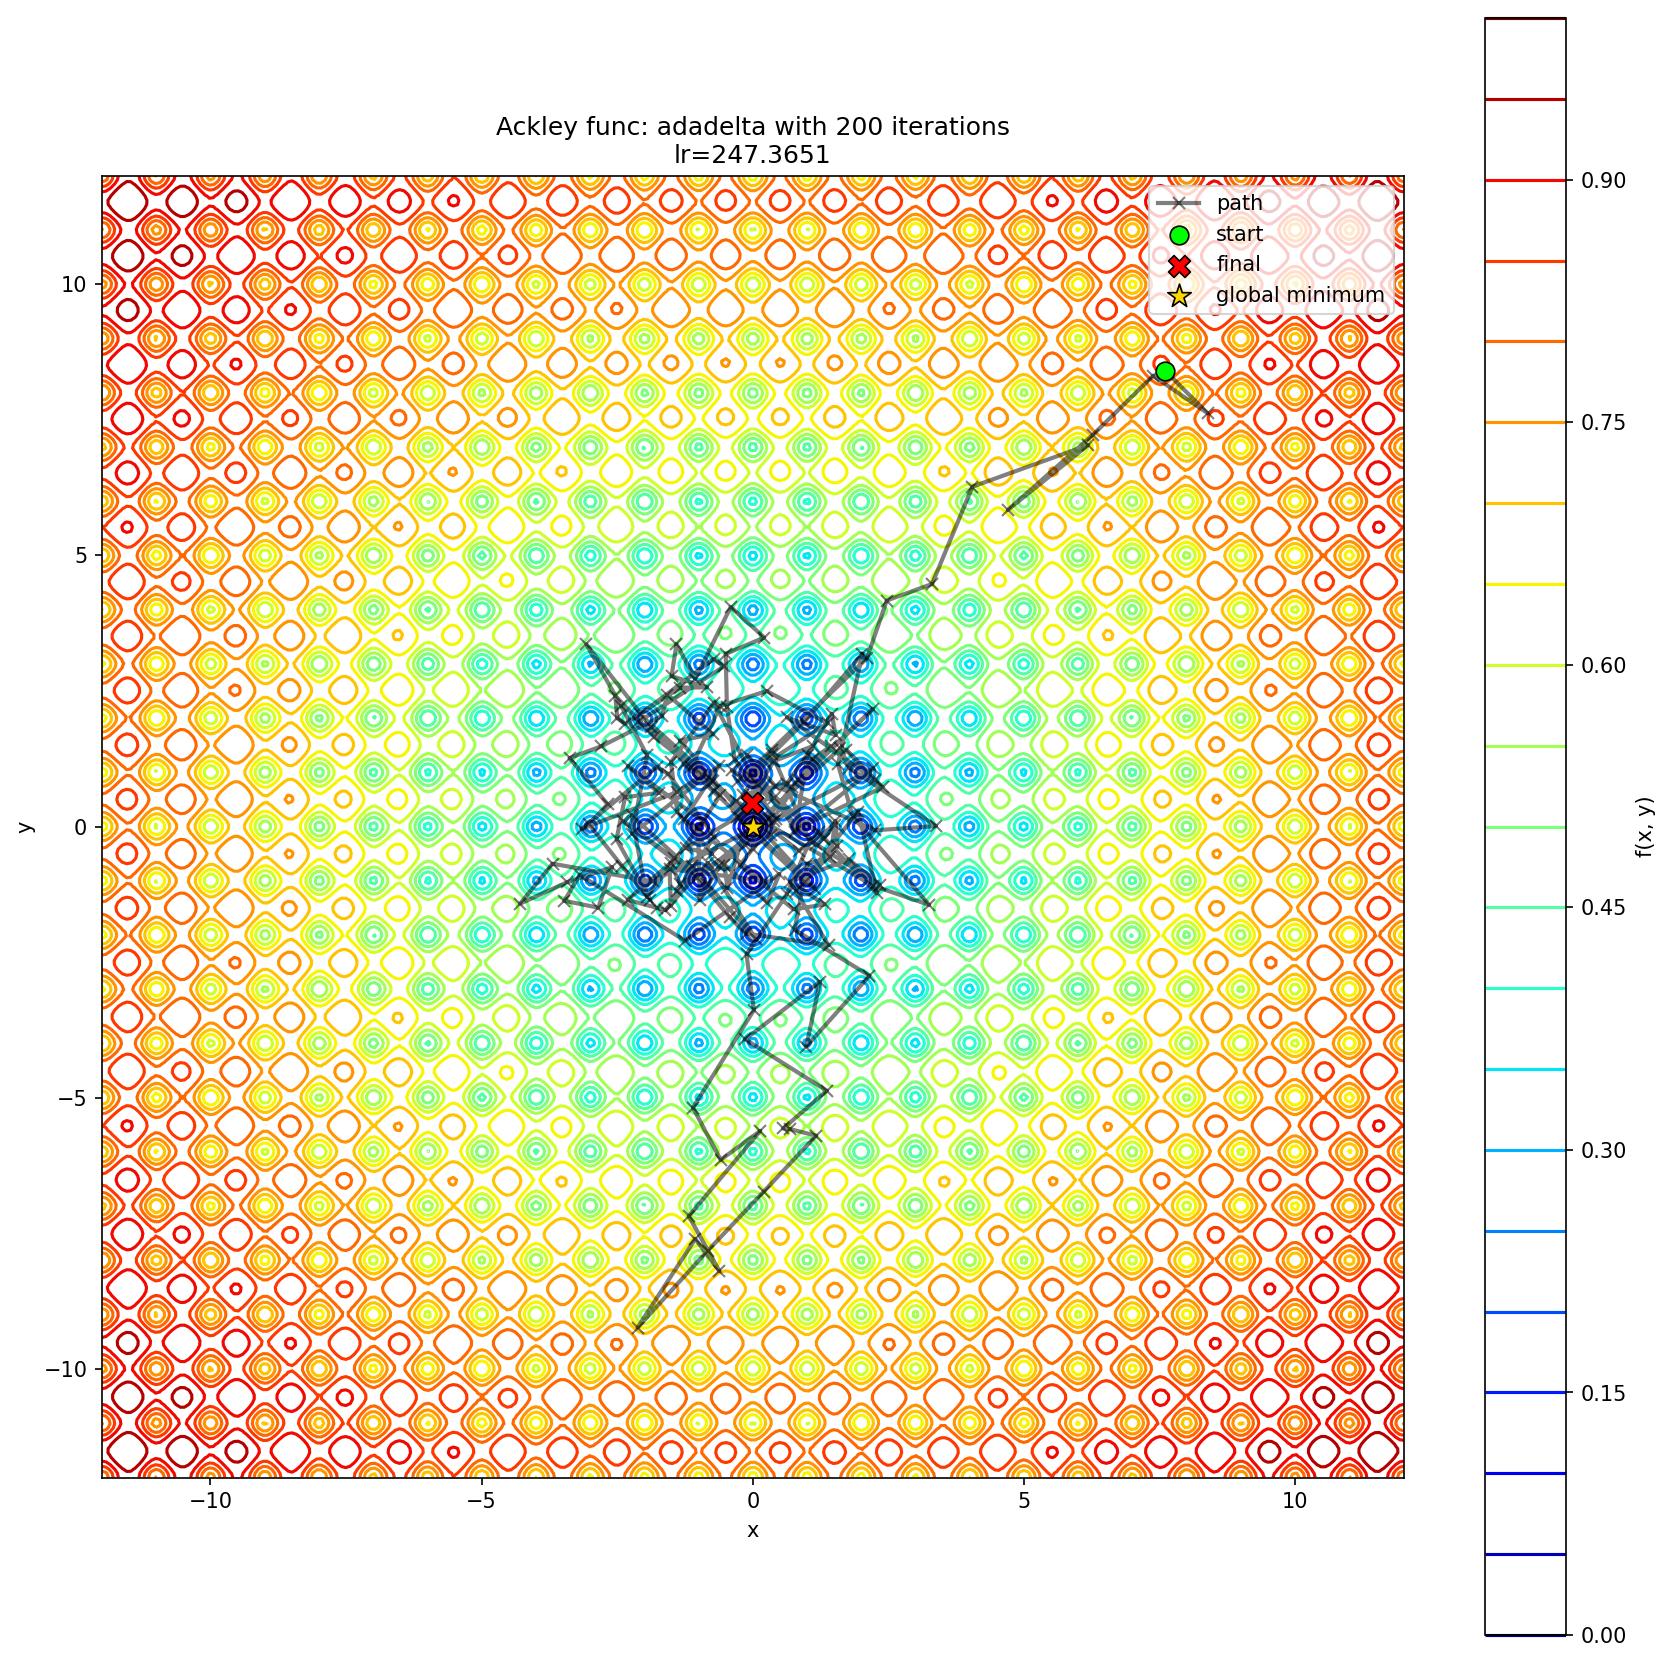 Ackley func: adadelta with 200 iterations
lr=247.3651
path
start
final
global minimum
10
5
0
−5
−10
y
−10
−5
0
5
10
x
0.90
0.75
0.60
0.45
0.30
0.15
0.00
f(x, y)